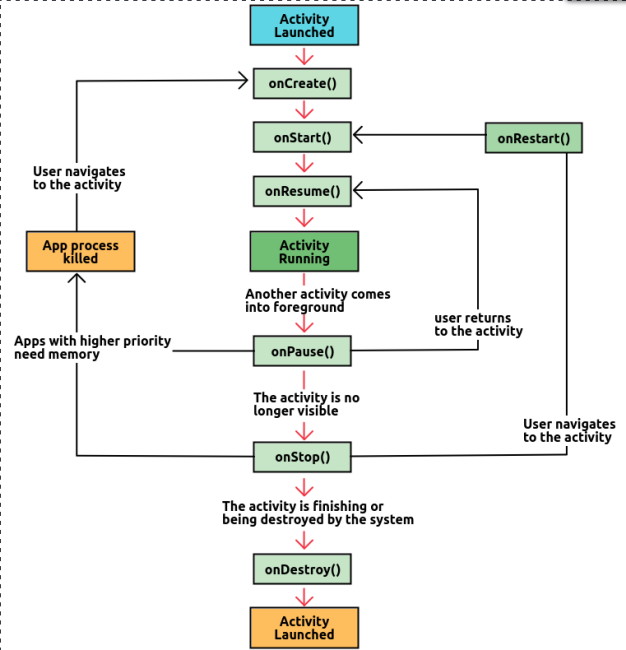 Activity
Launched
onCreate()
onStart()
onRestart()
User navigates
to the activity
onResume()
App process
killed
Activity
Running
Another activity comes
into foreground
user returns
to the activity
Apps with higher priority
need memory
onPause()
The activity is no
longer visible
User navigates
to the activity
onStop()
The activity is finishing or
being destroyed by the system
onDestroy()
Activity
Launched